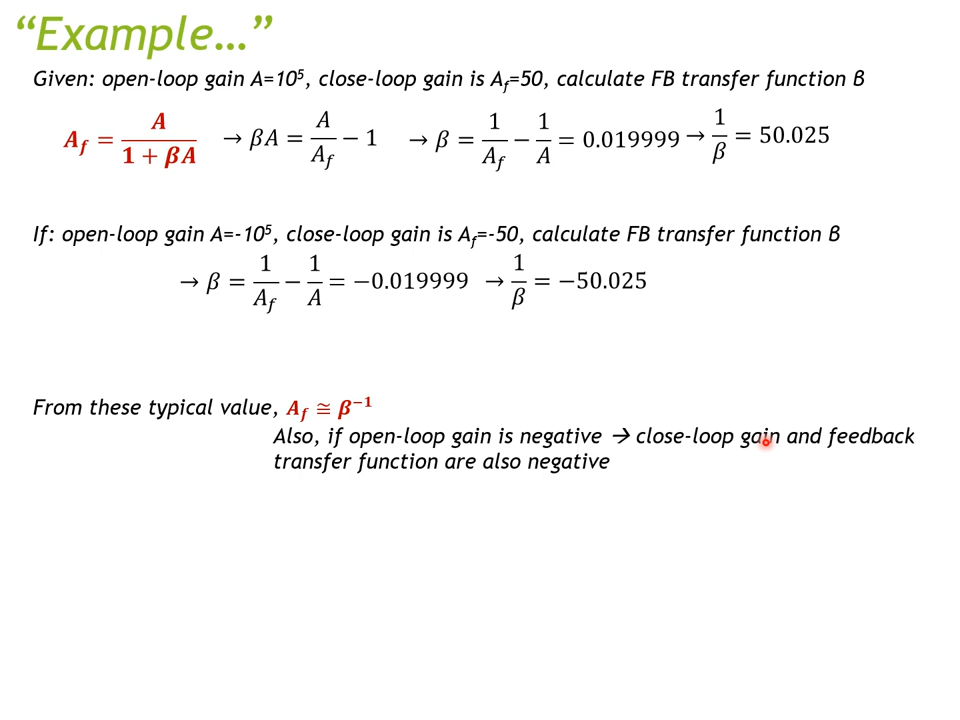 “Example…”
Given: open-loop gain A=10⁵, close-loop gain is A_f=50, calculate FB transfer function β
A_f = A / (1 + βA) → βA = A/A_f − 1 → β = 1/A_f − 1/A = 0.019999 → 1/β = 50.025
If: open-loop gain A=-10⁵, close-loop gain is A_f=-50, calculate FB transfer function β
→ β = 1/A_f − 1/A = −0.019999 → 1/β = −50.025
From these typical value, A_f ≅ β⁻¹
Also, if open-loop gain is negative → close-loop gain and feedback
transfer function are also negative